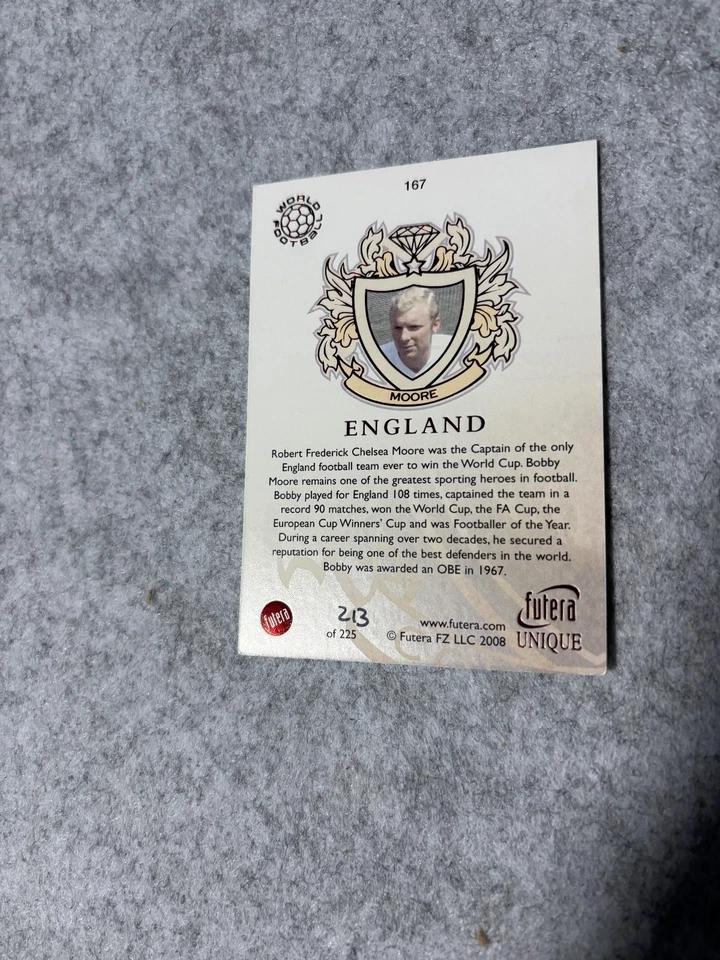 167
WORLD FOOTBALL
MOORE
ENGLAND
Robert Frederick Chelsea Moore was the Captain of the only
England football team ever to win the World Cup. Bobby
Moore remains one of the greatest sporting heroes in football.
Bobby played for England 108 times, captained the team in a
record 90 matches, won the World Cup, the FA Cup, the
European Cup Winners' Cup and was Footballer of the Year.
During a career spanning over two decades, he secured a
reputation for being one of the best defenders in the world.
Bobby was awarded an OBE in 1967.
futera
213
of 225
www.futera.com
© Futera FZ LLC 2008
futera
UNIQUE